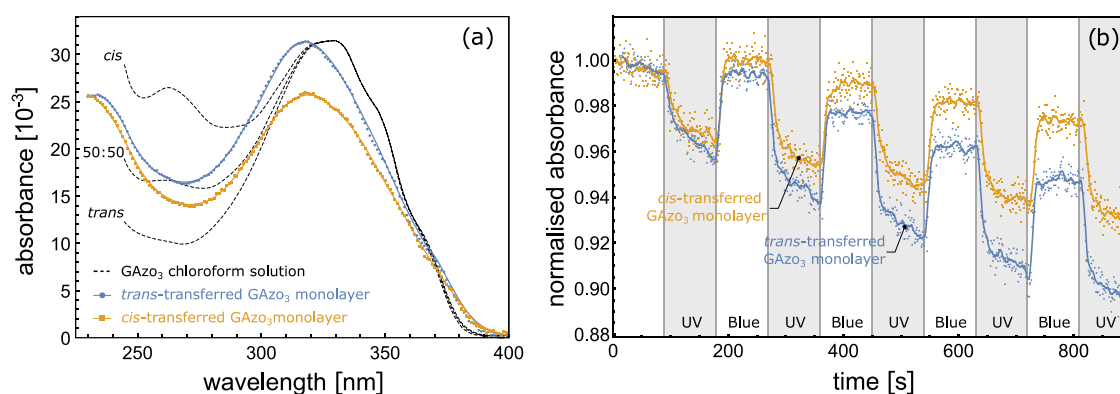 (a)
absorbance [10⁻³]
30
25
20
15
10
5
0
cis
50:50
trans
GAzo₃ chloroform solution
trans-transferred GAzo₃ monolayer
cis-transferred GAzo₃monolayer
250 300 350 400
wavelength [nm]
(b)
normalised absorbance
1.00
0.98
0.96
0.94
0.92
0.90
0.88
cis-transferred
GAzo₃ monolayer
trans-transferred
GAzo₃ monolayer
UV Blue UV Blue UV Blue UV Blue UV
0 200 400 600 800
time [s]